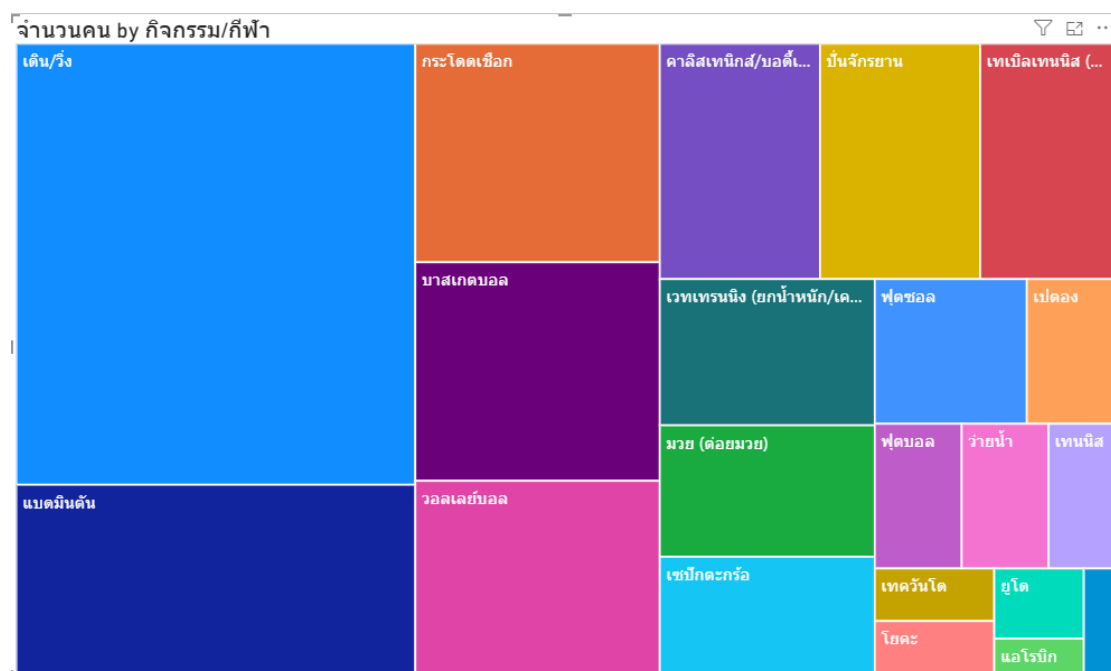 จำนวนคน by กิจกรรม/กีฬา
เดิน/วิ่ง
กระโดดเชือก
คาลิสเทนิกส์/บอดี้เ...
ปั่นจักรยาน
เทเบิลเทนนิส (...
บาสเกตบอล
เวทเทรนนิง (ยกน้ำหนัก/เค...
ฟุตซอล
เปตอง
มวย (ต่อยมวย)
ฟุตบอล
ว่ายน้ำ
เทนนิส
แบดมินตัน
วอลเลย์บอล
เซปักตะกร้อ
เทควันโด
ยูโด
โยคะ
แอโรบิก